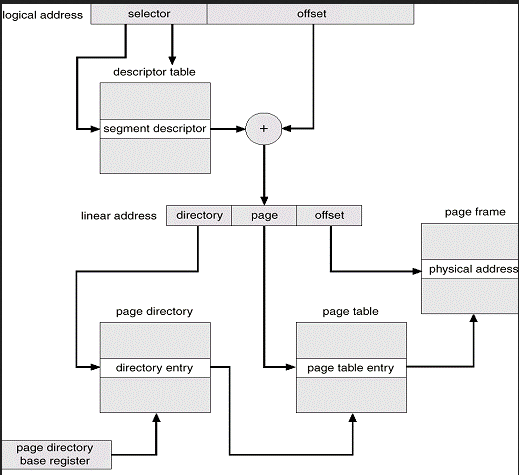 logical address
selector
offset
descriptor table
segment descriptor
+
linear address
directory
page
offset
page frame
physical address
page directory
page table
directory entry
page table entry
page directory
base register